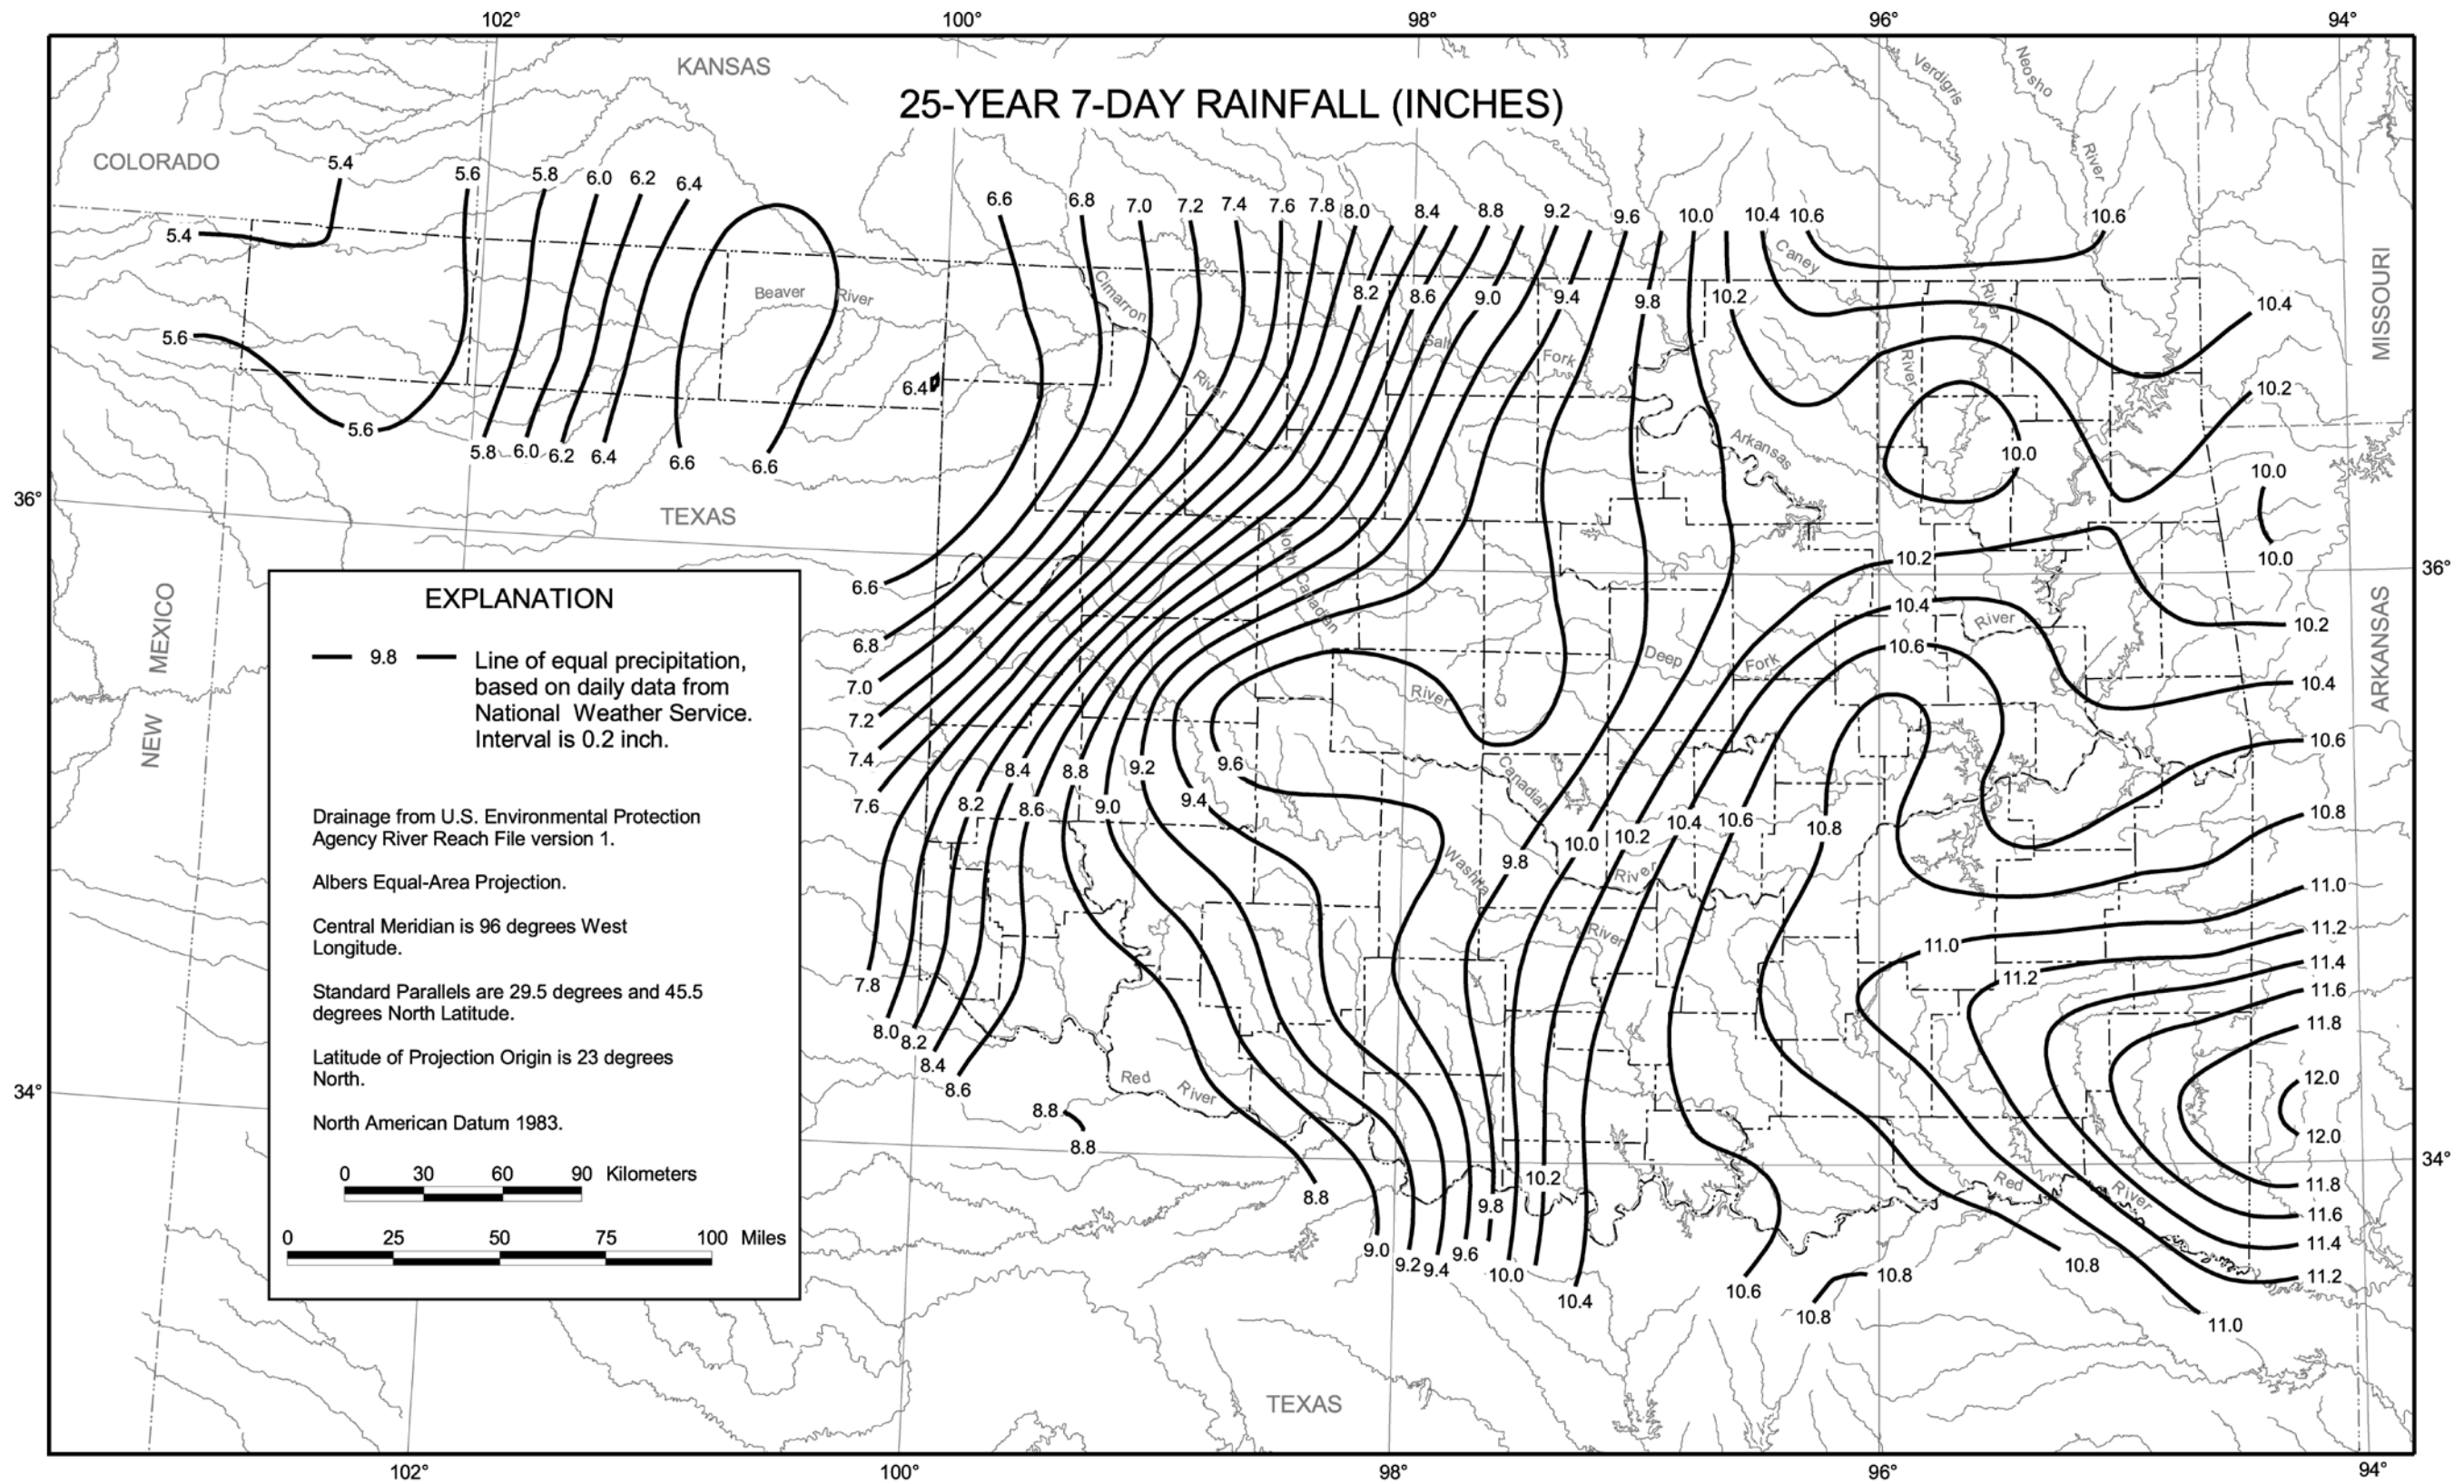 102° 100° 98° 96° 94°
KANSAS
Verdigris
Neosho
25-YEAR 7-DAY RAINFALL (INCHES)
COLORADO
River
5.4 5.6 5.8 6.0 6.2 6.4
6.6 6.8 7.0 7.2 7.4 7.6 7.8 8.0 8.4 8.8 9.2 9.6 10.0 10.4 10.6 10.6
5.4
Caney
MISSOURI
Beaver River
Cimarron
8.2 8.6 9.0 9.4 9.8 10.2
River
10.4
5.6
Salt Fork
River
6.4
River
10.2
5.6
5.8 6.0 6.2 6.4 6.6 6.6
Arkansas
10.0
10.0
36°
TEXAS
North Canadian
10.2
10.0
36°
6.6
10.4
River
10.2
ARKANSAS
6.8
Deep Fork
10.6
7.0
River
10.4
7.2
7.4
10.6
7.6
8.4 8.8 9.2 9.6
8.2 8.6 9.0 9.4
Canadian
10.4 10.6 10.8
10.8
9.8 10.0 10.2
Washita
River
11.0
River
11.0
11.2
7.8
11.2
11.4
11.6
8.0 8.2
11.8
8.4
8.6
Red River
12.0
8.8
12.0
8.8
34°
34°
10.2
Red River
11.8
8.8
9.8
11.6
9.0 9.2 9.4 9.6
11.4
10.0
10.8
10.8
11.2
10.4
10.6
10.8
11.0
NEW MEXICO
EXPLANATION
9.8
Line of equal precipitation,
based on daily data from
National Weather Service.
Interval is 0.2 inch.
Drainage from U.S. Environmental Protection
Agency River Reach File version 1.
Albers Equal-Area Projection.
Central Meridian is 96 degrees West
Longitude.
Standard Parallels are 29.5 degrees and 45.5
degrees North Latitude.
Latitude of Projection Origin is 23 degrees
North.
North American Datum 1983.
0 30 60 90 Kilometers
0 25 50 75 100 Miles
TEXAS
102° 100° 98° 96° 94°